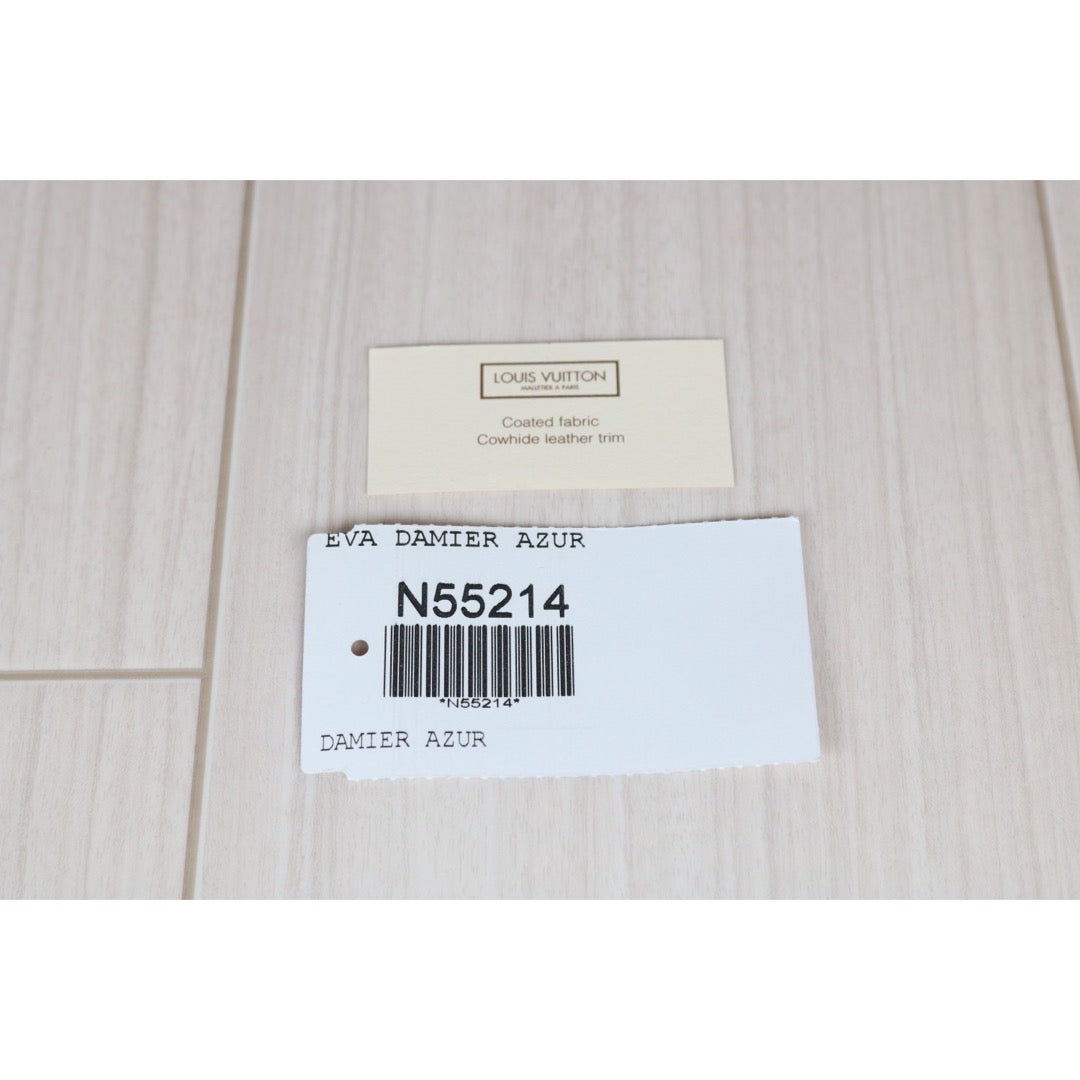 LOUIS VUITTON
MALLETIER A PARIS
Coated fabric
Cowhide leather trim
EVA DAMIER AZUR
N55214
*N55214*
DAMIER AZUR